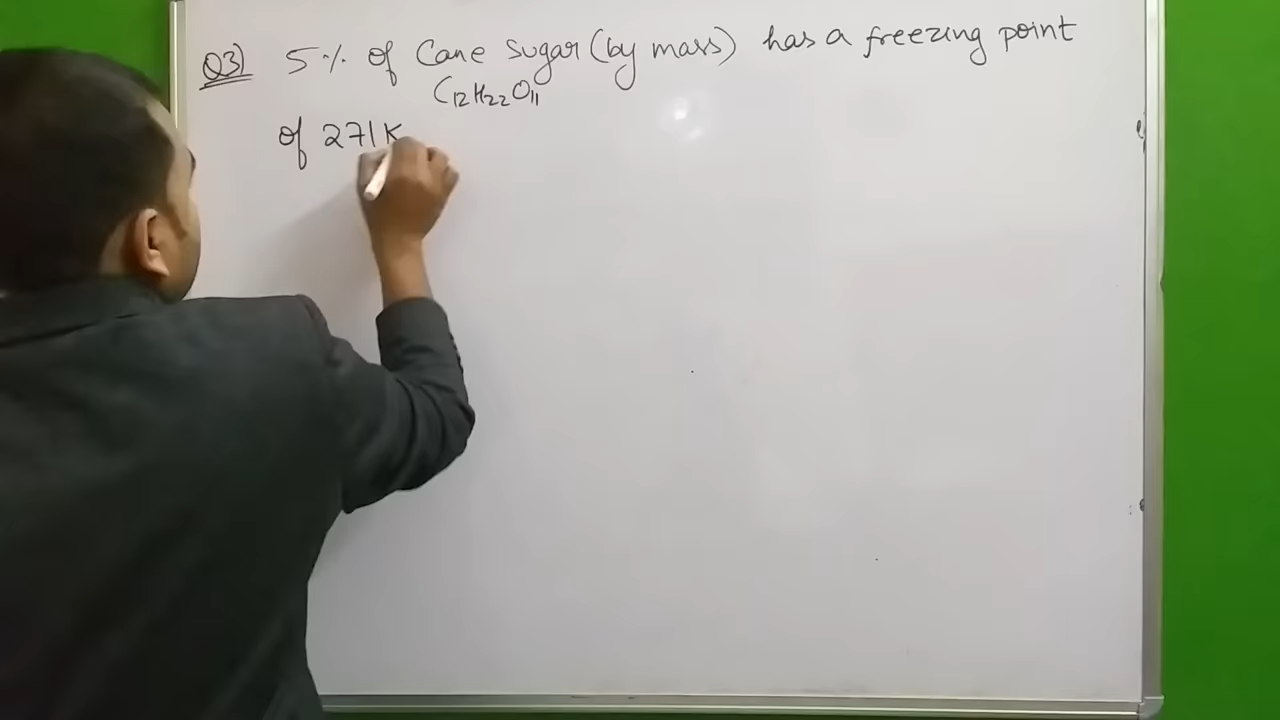 Q3) 5% of Cane sugar (by mass) has a freezing point
C12H22O11
of 271K